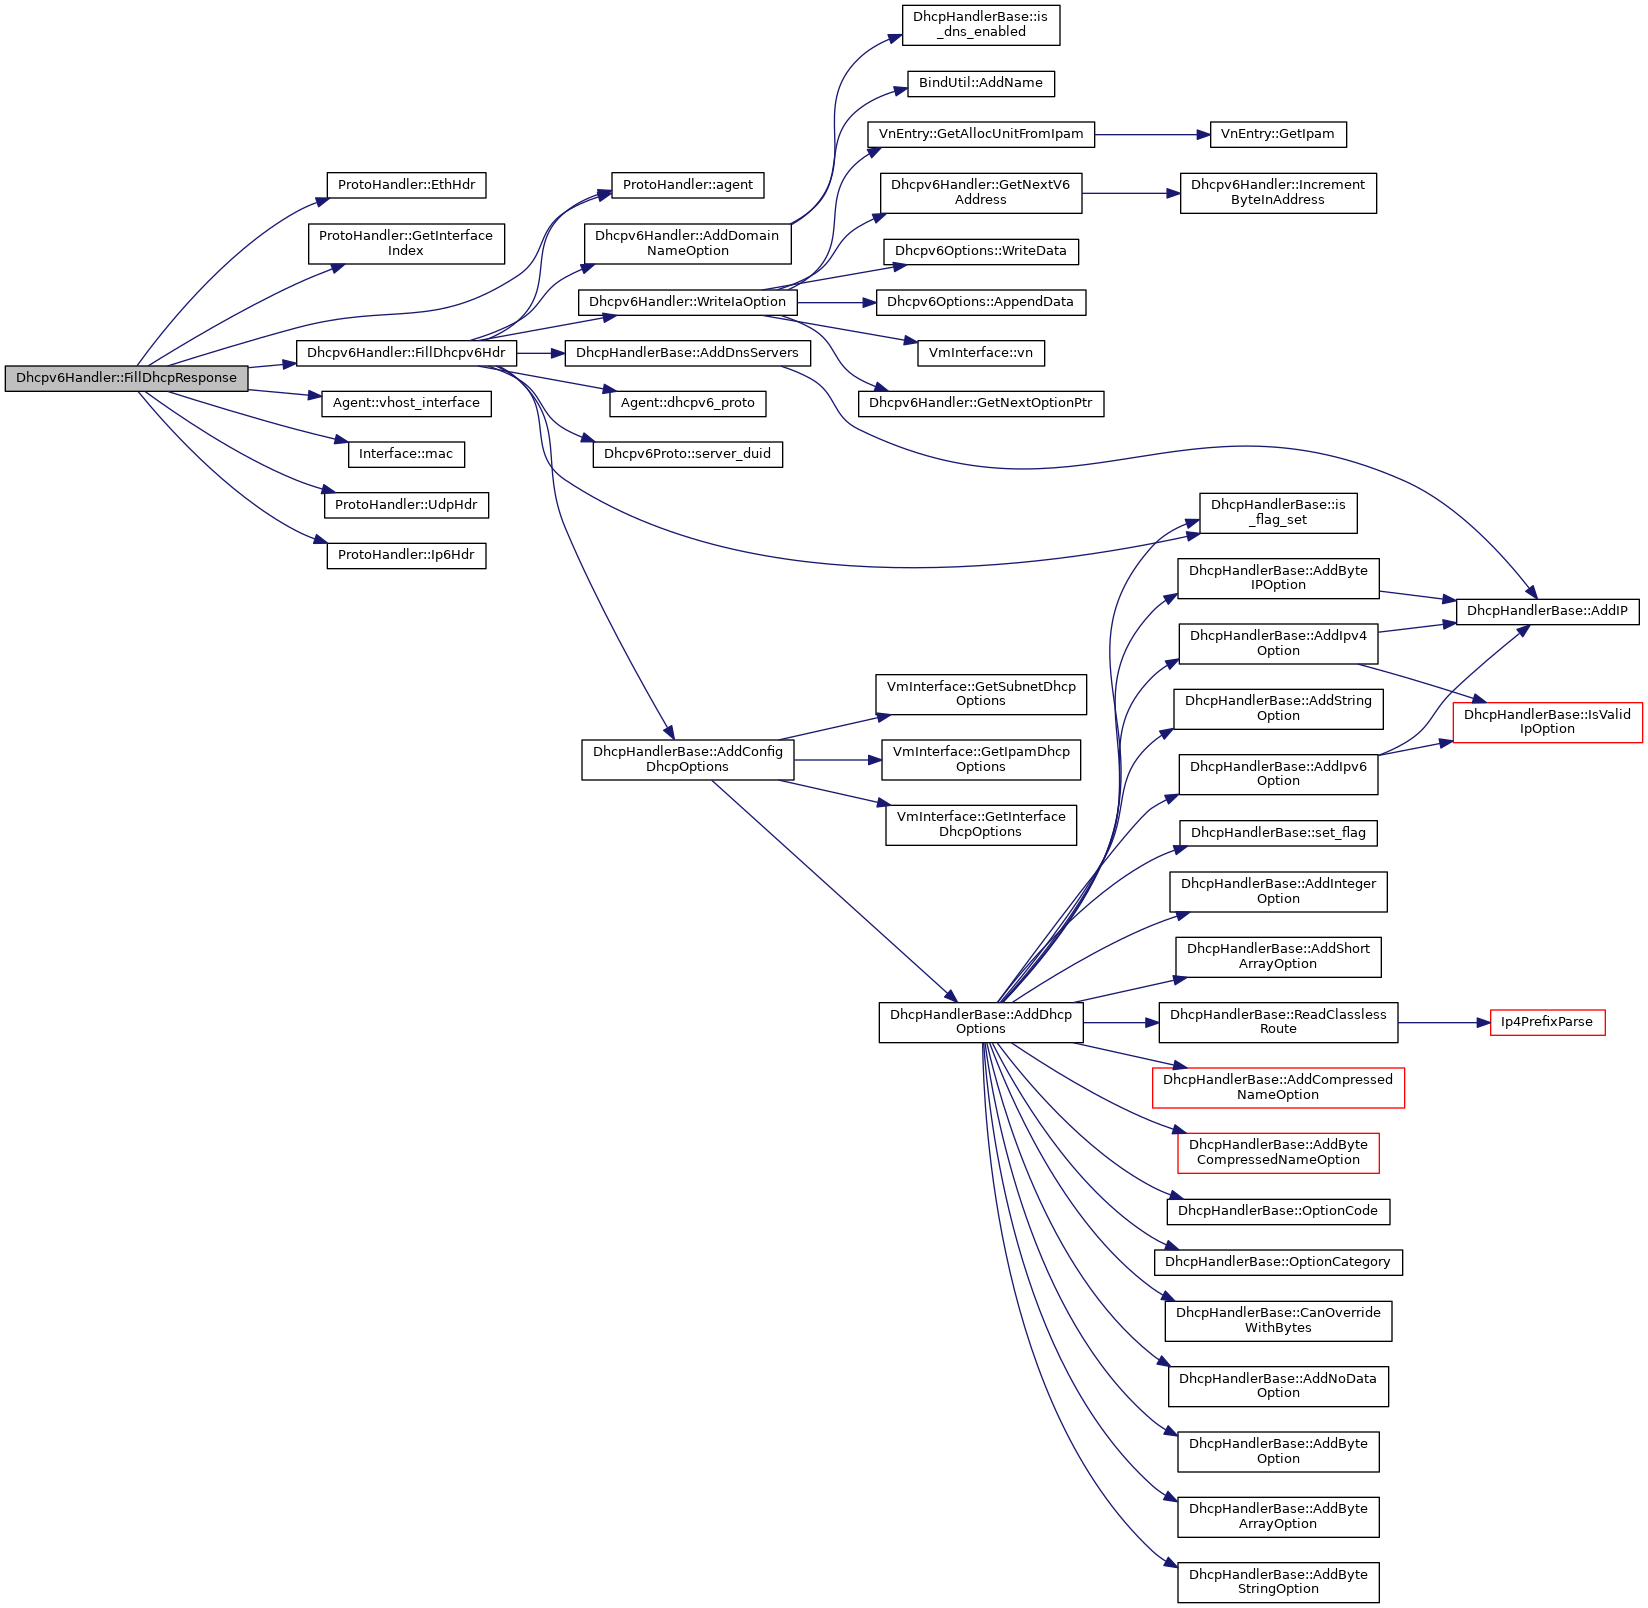 DhcpHandlerBase::is
_dns_enabled
BindUtil::AddName
VnEntry::GetAllocUnitFromIpam
VnEntry::GetIpam
ProtoHandler::EthHdr
ProtoHandler::agent
Dhcpv6Handler::GetNextV6
Address
Dhcpv6Handler::Increment
ByteInAddress
ProtoHandler::GetInterface
Index
Dhcpv6Handler::AddDomain
NameOption
Dhcpv6Options::WriteData
Dhcpv6Handler::WriteIaOption
Dhcpv6Options::AppendData
Dhcpv6Handler::FillDhcpv6Hdr
DhcpHandlerBase::AddDnsServers
VmInterface::vn
Dhcpv6Handler::FillDhcpResponse
Agent::vhost_interface
Agent::dhcpv6_proto
Dhcpv6Handler::GetNextOptionPtr
Interface::mac
Dhcpv6Proto::server_duid
ProtoHandler::UdpHdr
DhcpHandlerBase::is
_flag_set
ProtoHandler::Ip6Hdr
DhcpHandlerBase::AddByte
IPOption
DhcpHandlerBase::AddIP
DhcpHandlerBase::AddIpv4
Option
VmInterface::GetSubnetDhcp
Options
DhcpHandlerBase::AddString
Option
DhcpHandlerBase::IsValid
IpOption
DhcpHandlerBase::AddConfig
DhcpOptions
VmInterface::GetIpamDhcp
Options
DhcpHandlerBase::AddIpv6
Option
VmInterface::GetInterface
DhcpOptions
DhcpHandlerBase::set_flag
DhcpHandlerBase::AddInteger
Option
DhcpHandlerBase::AddShort
ArrayOption
DhcpHandlerBase::AddDhcp
Options
DhcpHandlerBase::ReadClassless
Route
Ip4PrefixParse
DhcpHandlerBase::AddCompressed
NameOption
DhcpHandlerBase::AddByte
CompressedNameOption
DhcpHandlerBase::OptionCode
DhcpHandlerBase::OptionCategory
DhcpHandlerBase::CanOverride
WithBytes
DhcpHandlerBase::AddNoData
Option
DhcpHandlerBase::AddByte
Option
DhcpHandlerBase::AddByte
ArrayOption
DhcpHandlerBase::AddByte
StringOption